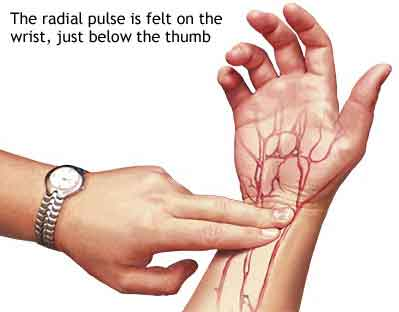 The radial pulse is felt on the
wrist, just below the thumb